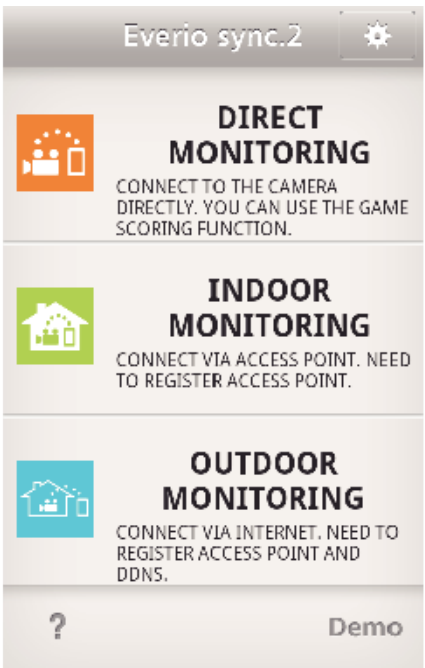 Everio sync.2
DIRECT
MONITORING
CONNECT TO THE CAMERA
DIRECTLY. YOU CAN USE THE GAME
SCORING FUNCTION.
INDOOR
MONITORING
CONNECT VIA ACCESS POINT. NEED
TO REGISTER ACCESS POINT.
OUTDOOR
MONITORING
CONNECT VIA INTERNET. NEED TO
REGISTER ACCESS POINT AND
DDNS.
? Demo